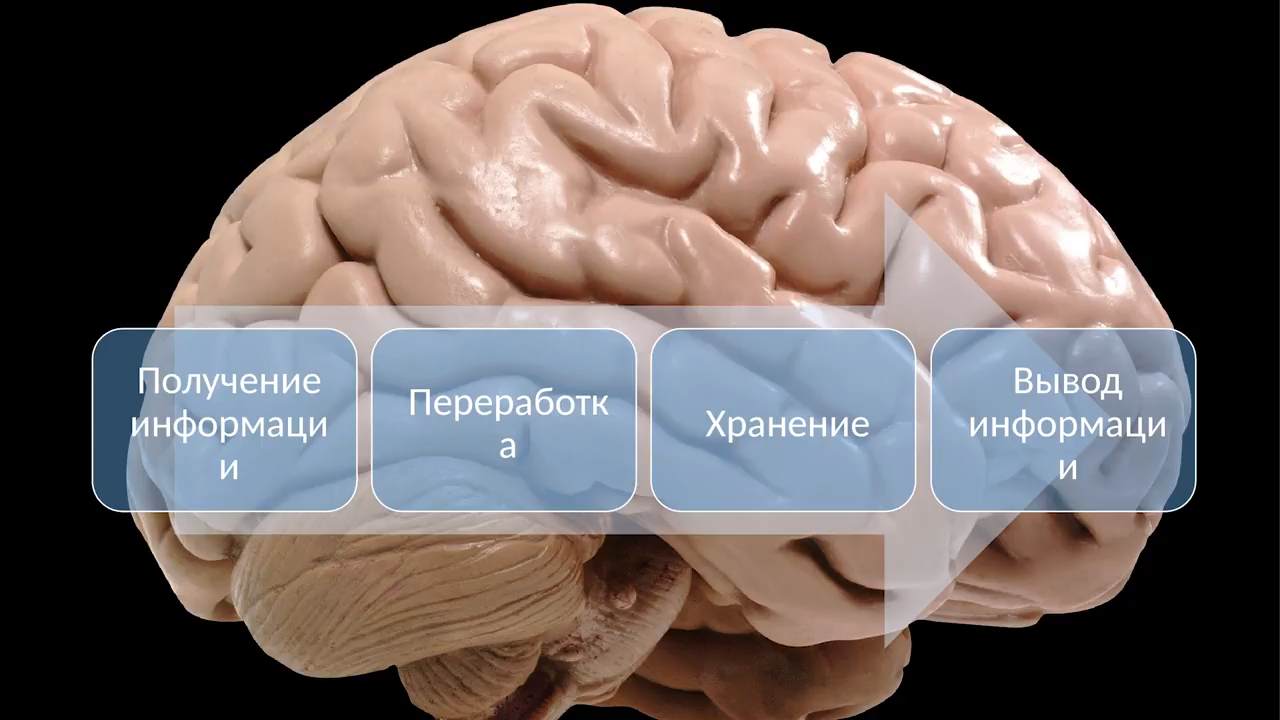 Получение
информаци
и
Переработк
а
Хранение
Вывод
информаци
и